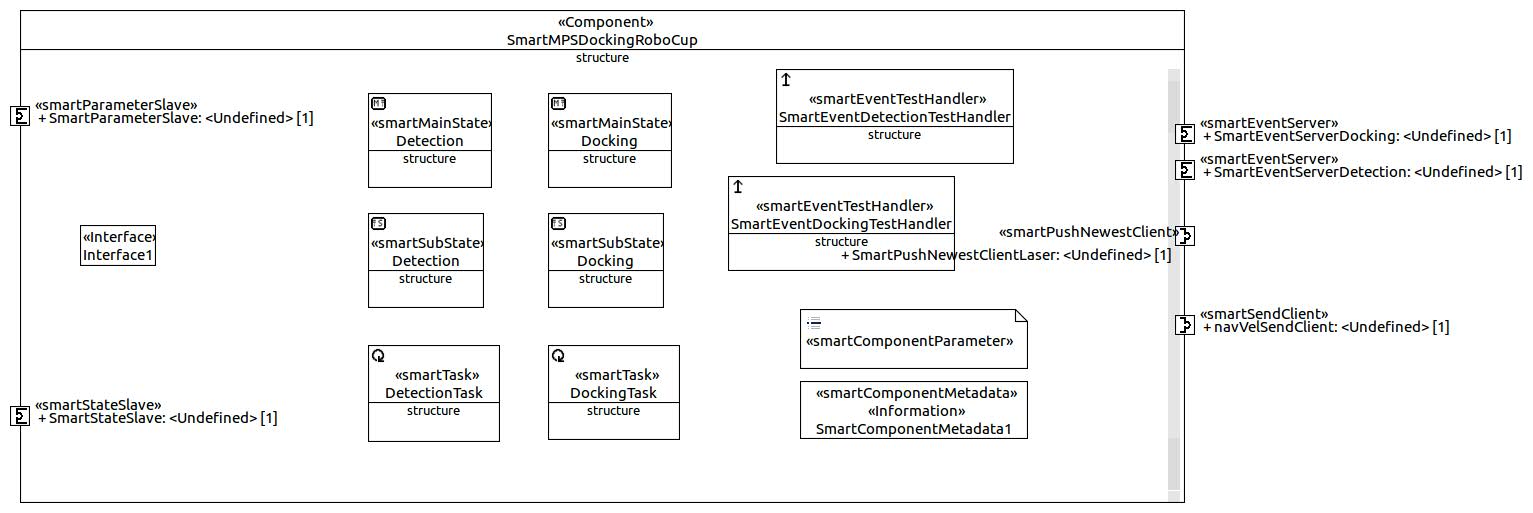 «Component»
SmartMPSDockingRoboCup
structure
«smartParameterSlave»
+ SmartParameterSlave: <Undefined> [1]
«smartMainState»
Detection
structure
«smartMainState»
Docking
structure
«smartEventTestHandler»
SmartEventDetectionTestHandler
structure
«smartEventServer»
+ SmartEventServerDocking: <Undefined> [1]
«smartEventServer»
+ SmartEventServerDetection: <Undefined> [1]
«Interface»
Interface1
«smartSubState»
Detection
structure
«smartSubState»
Docking
structure
«smartEventTestHandler»
SmartEventDockingTestHandler
structure
«smartPushNewestClient»
+ SmartPushNewestClientLaser: <Undefined> [1]
«smartSendClient»
+ navVelSendClient: <Undefined> [1]
«smartComponentParameter»
«smartStateSlave»
+ SmartStateSlave: <Undefined> [1]
«smartTask»
DetectionTask
structure
«smartTask»
DockingTask
structure
«smartComponentMetadata»
«Information»
SmartComponentMetadata1